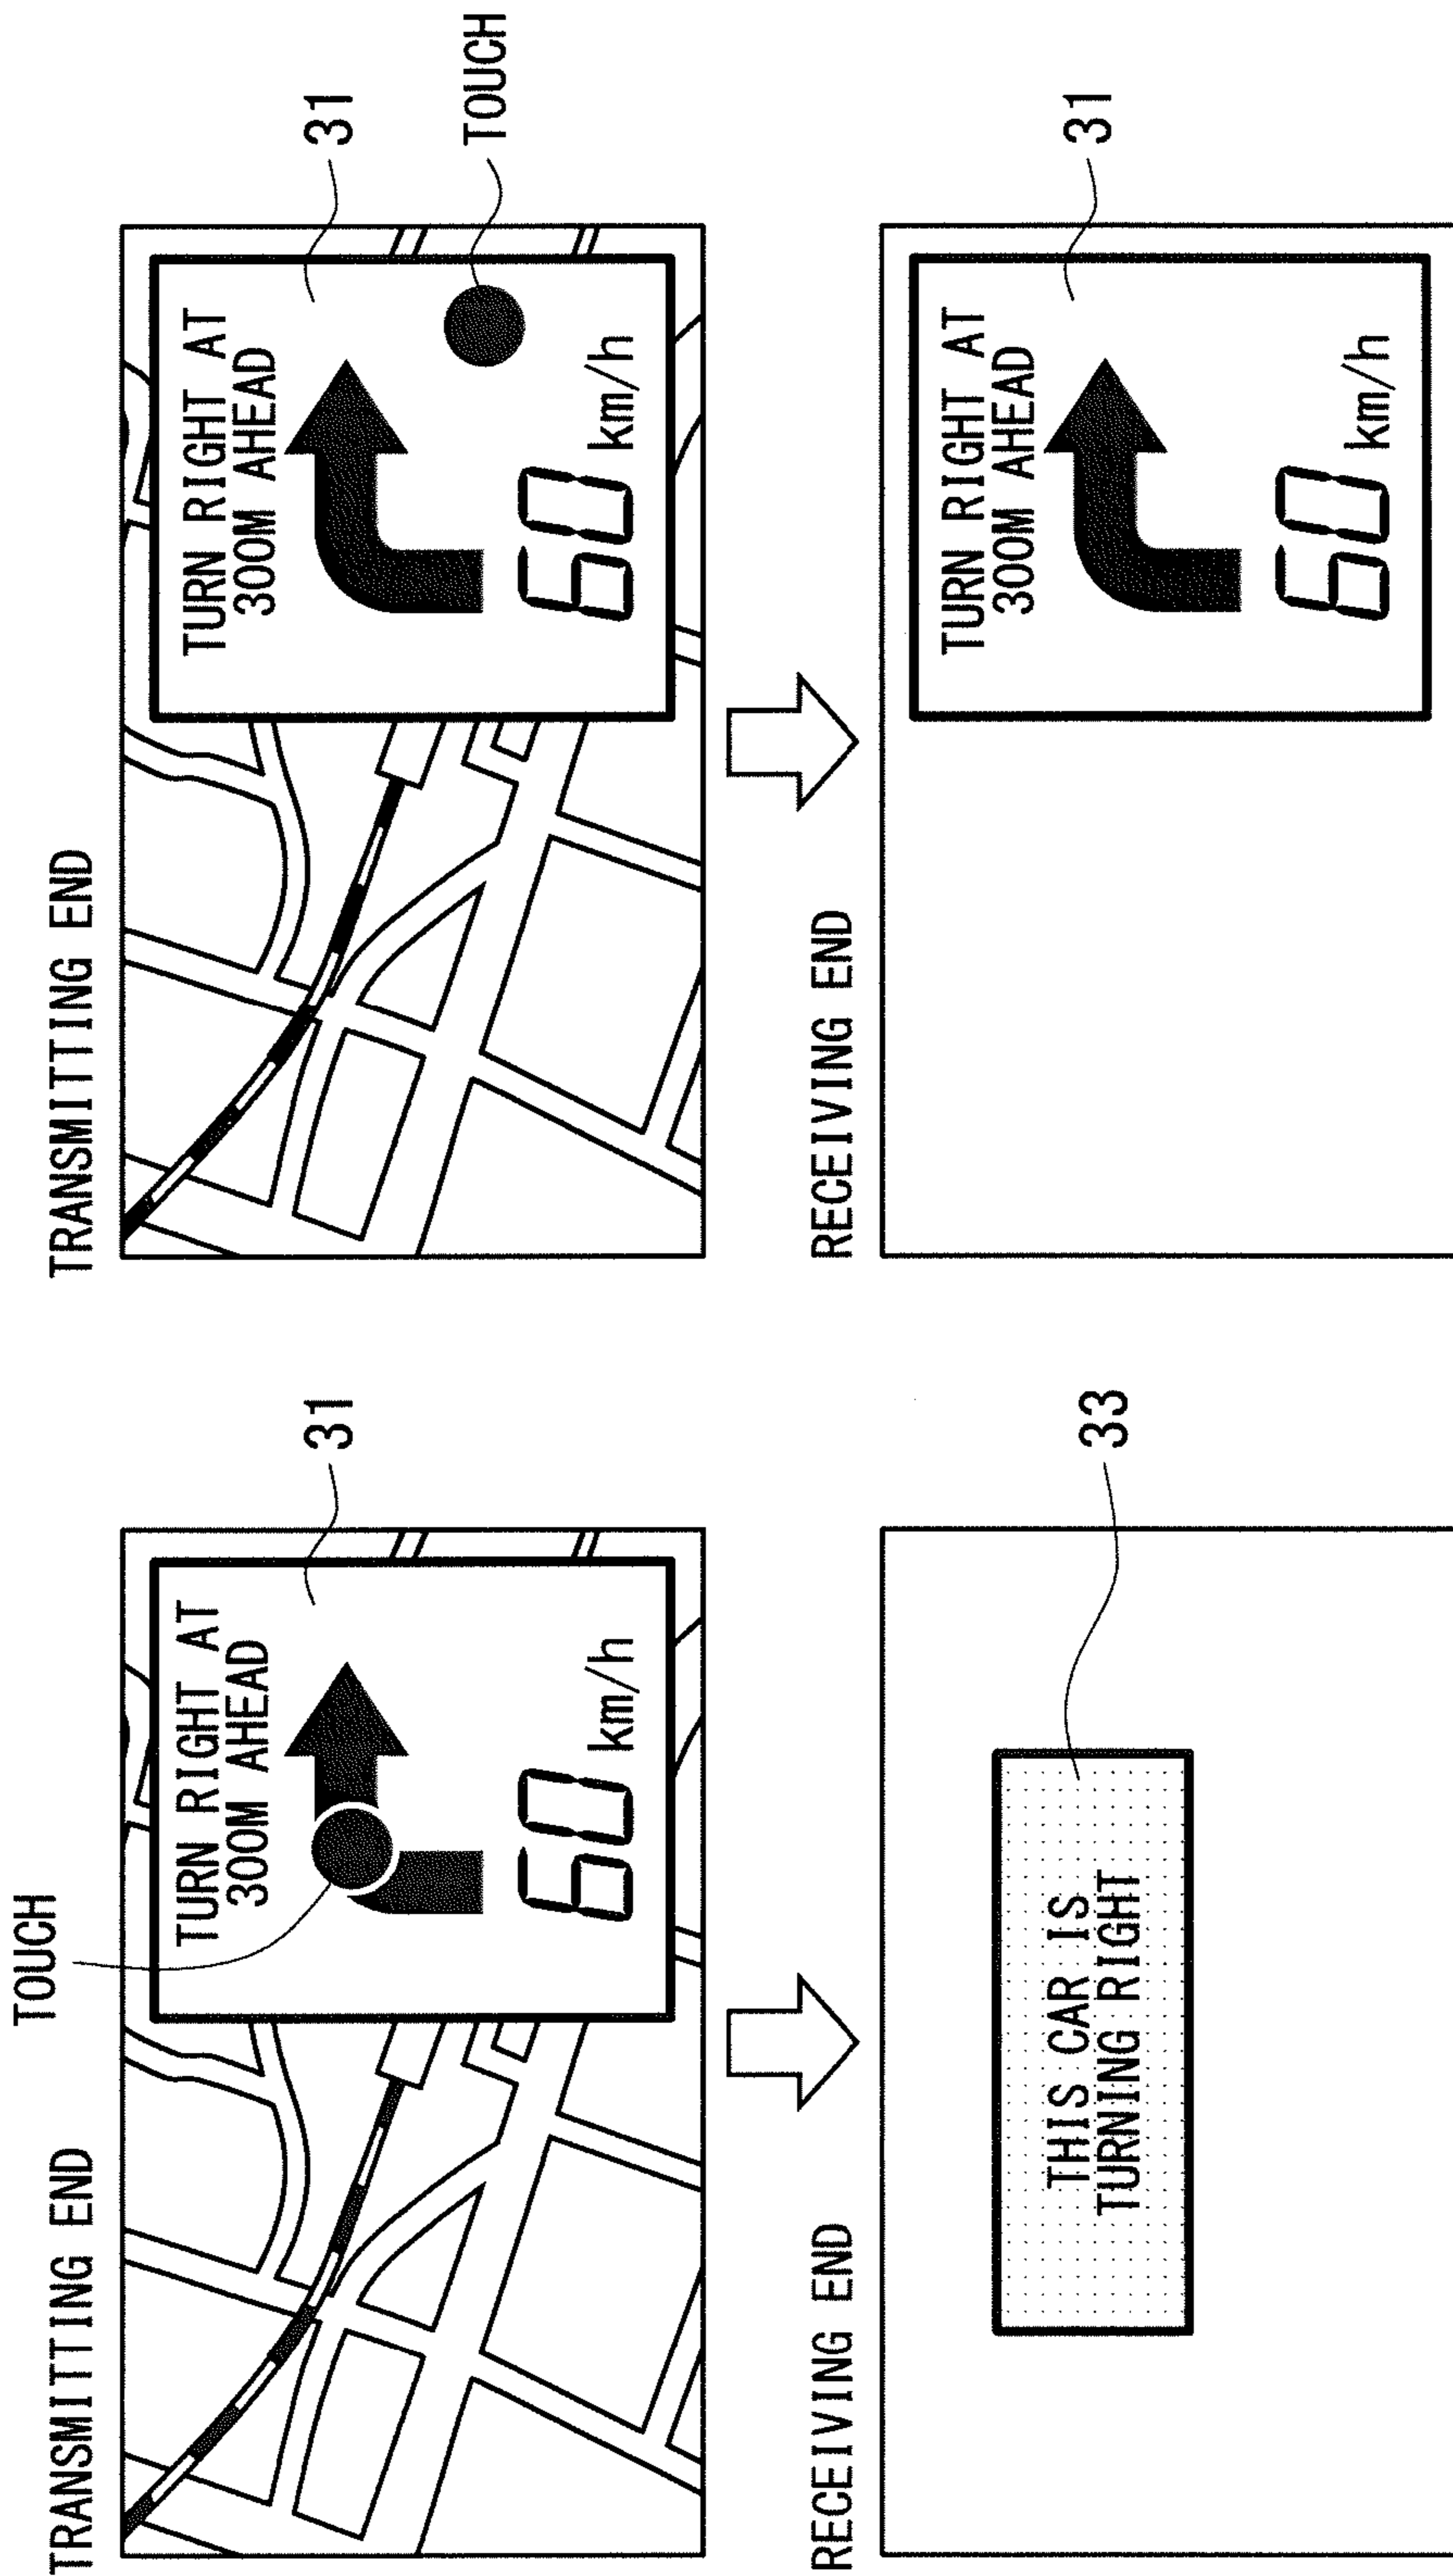 TOUCH
TRANSMITTING END
TURN RIGHT AT
300M AHEAD
60 km/h
31
RECEIVING END
THIS CAR IS
TURNING RIGHT
33
TRANSMITTING END
TURN RIGHT AT
300M AHEAD
60 km/h
31
TOUCH
RECEIVING END
TURN RIGHT AT
300M AHEAD
60 km/h
31